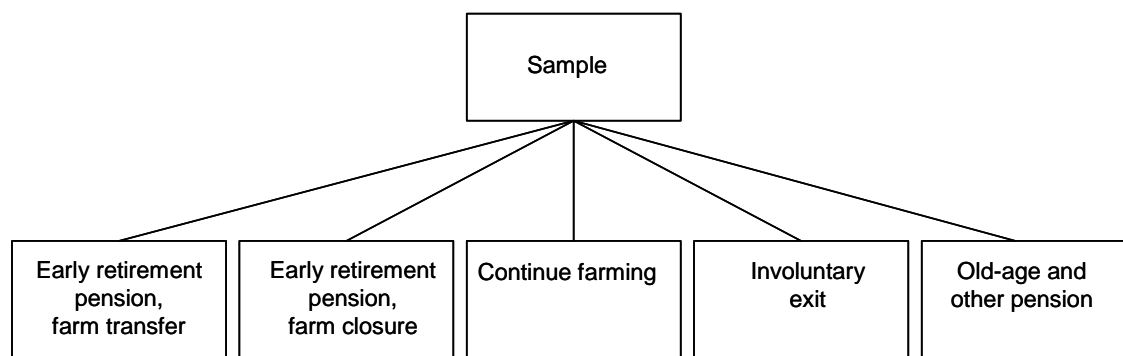 Sample
Early retirement
pension,
farm transfer
Early retirement
pension,
farm closure
Continue farming
Involuntary
exit
Old-age and
other pension